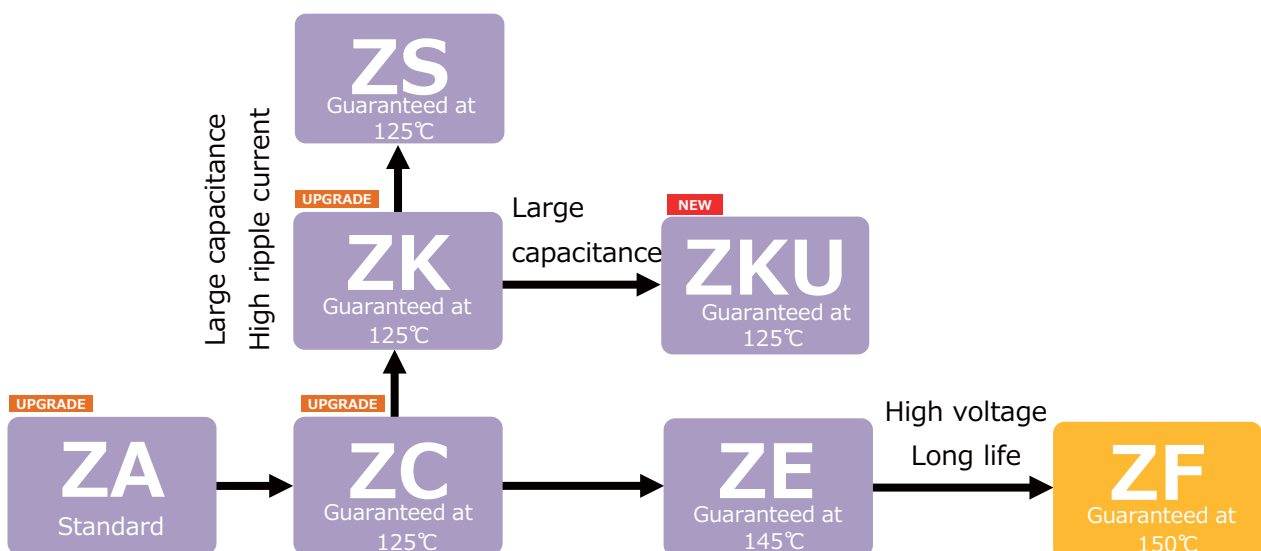 ZS
Guaranteed at
125℃
Large capacitance
High ripple current
UPGRADE
ZK
Guaranteed at
125℃
Large
capacitance
NEW
ZKU
Guaranteed at
125℃
UPGRADE
ZA
Standard
UPGRADE
ZC
Guaranteed at
125℃
ZE
Guaranteed at
145℃
High voltage
Long life
ZF
Guaranteed at
150℃